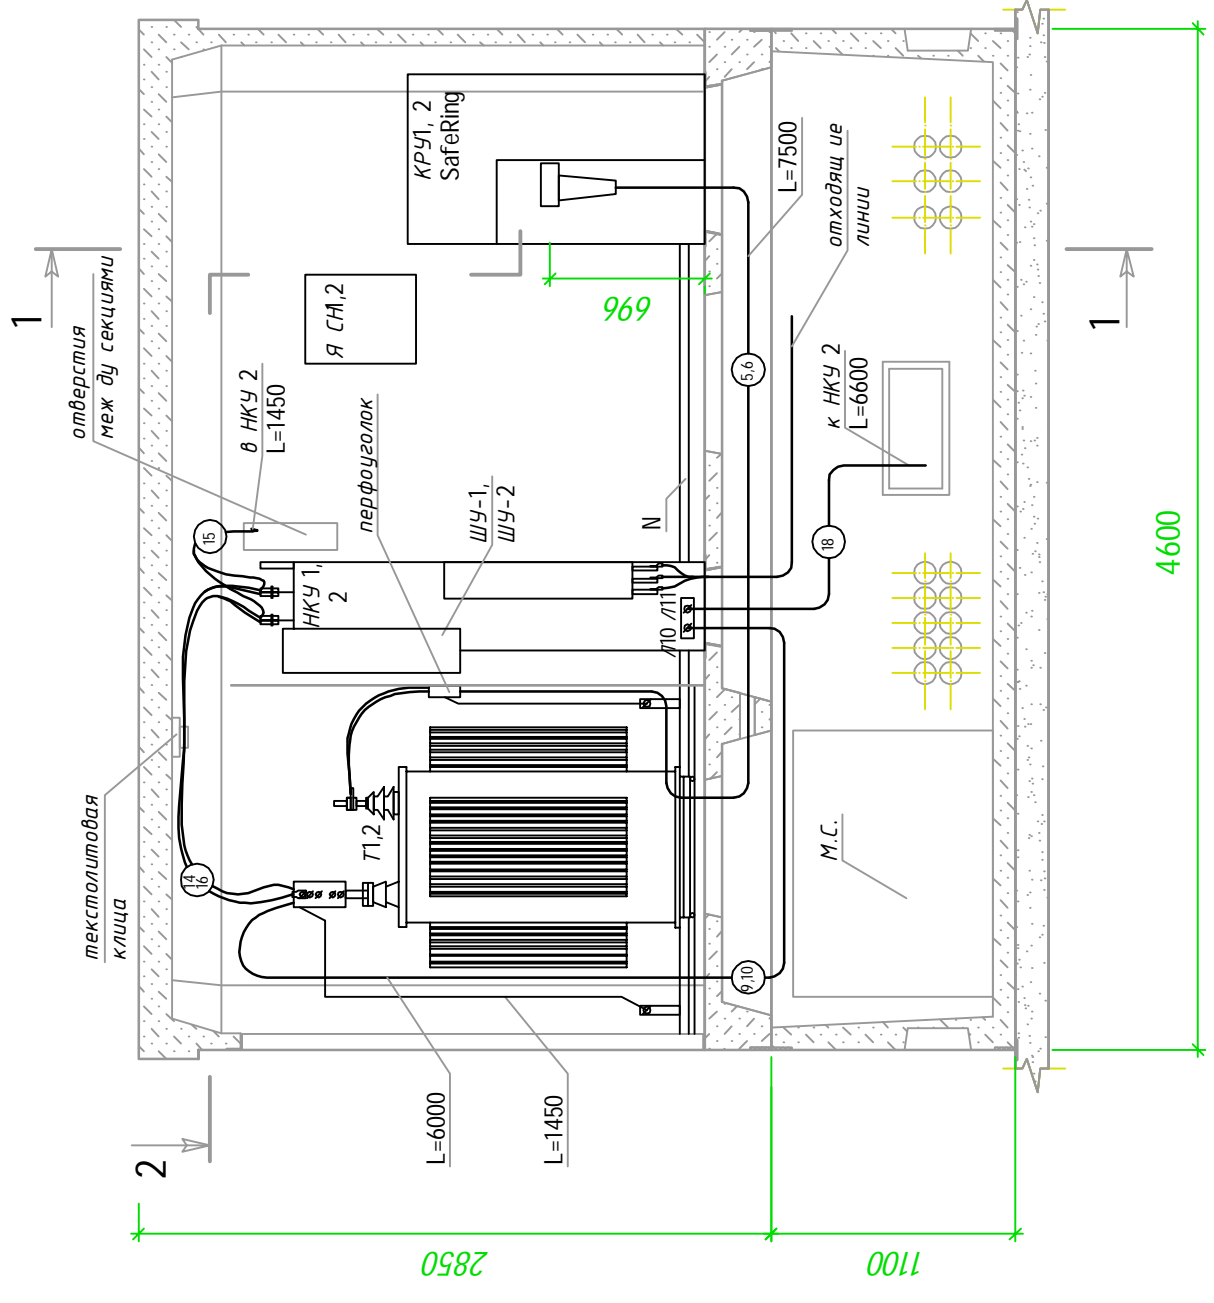 1
отверстия
меж ду секциями
в НКУ 2
L=1450
КРУ1, 2
SafeRing
Я СН1,2
696
L=7500
отходящ ие
линии
1
перфоуголок
ШУ-1,
ШУ-2
N
5,6
к НКУ 2
L=6600
15
НКУ 1,
2
Л10 Л11
18
4600
текстолитовая
клица
14
16
Т1,2
М.С.
9,10
2
L=6000
L=1450
2850
1100